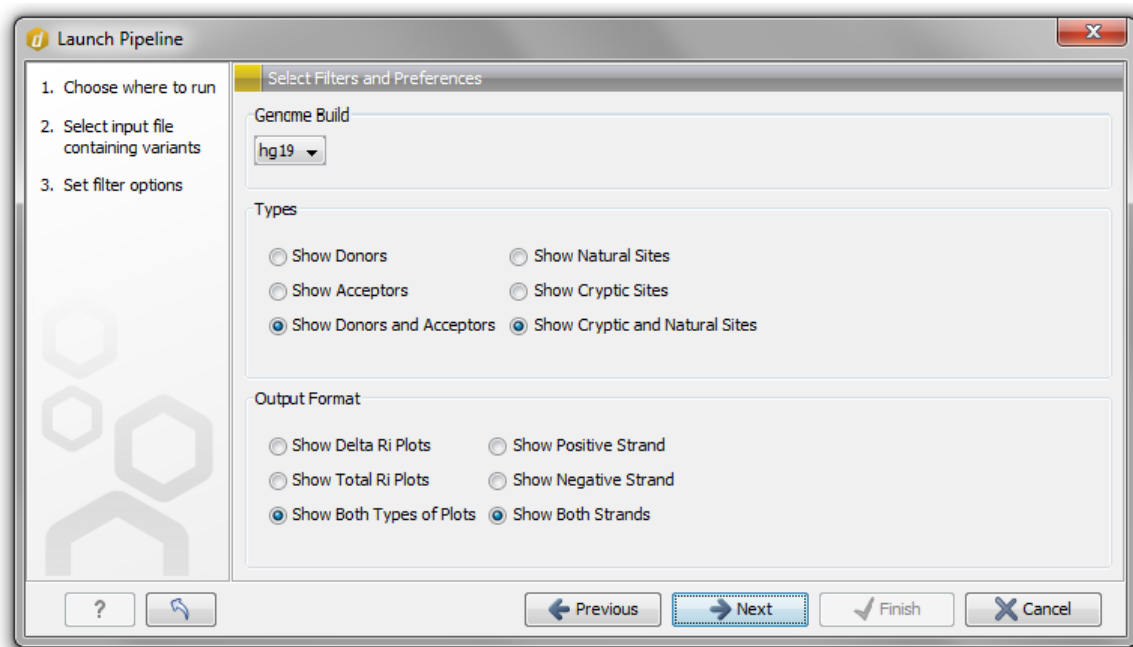 Launch Pipeline
x
1. Choose where to run
2. Select input file
containing variants
3. Set filter options
Select Filters and Preferences
Genome Build
hg19
Types
Show Donors
Show Natural Sites
Show Acceptors
Show Cryptic Sites
Show Donors and Acceptors
Show Cryptic and Natural Sites
Output Format
Show Delta Ri Plots
Show Positive Strand
Show Total Ri Plots
Show Negative Strand
Show Both Types of Plots
Show Both Strands
?
Previous
Next
Finish
Cancel